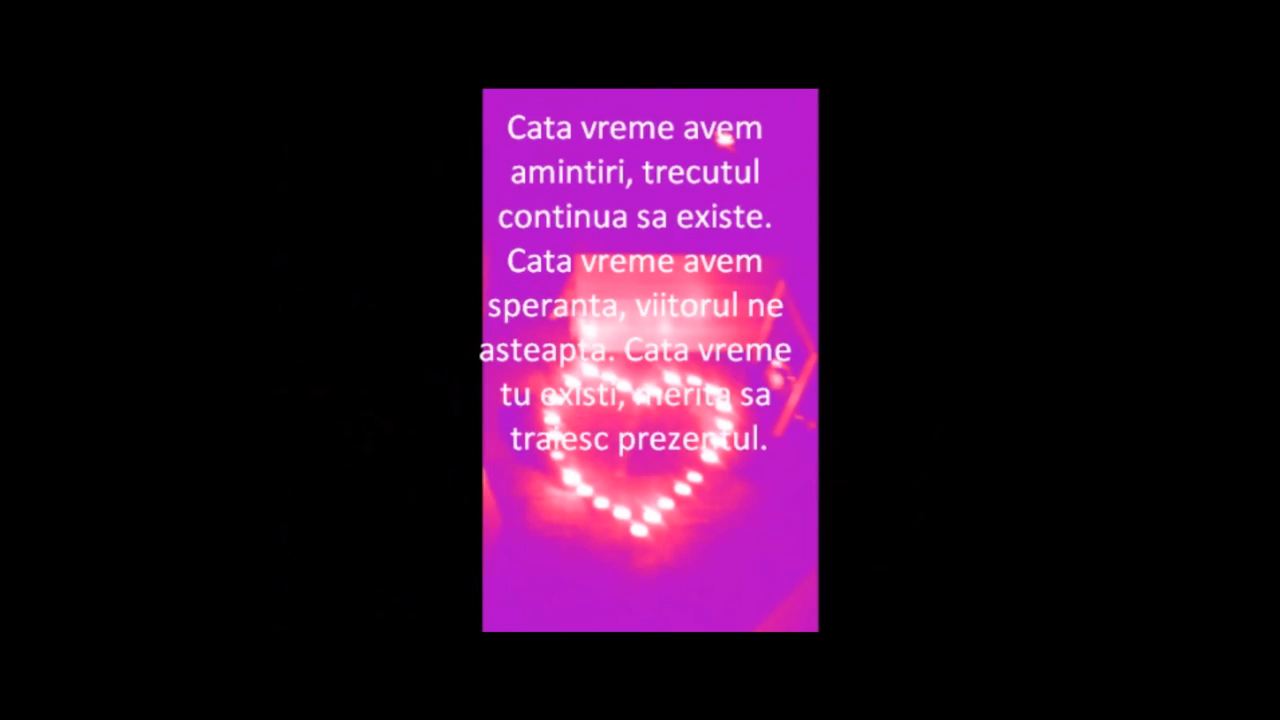 Cata vreme avem
amintiri, trecutul
continua sa existe.
Cata vreme avem
speranta, viitorul ne
asteapta. Cata vreme
tu existi, merita sa
traiesc prezentul.